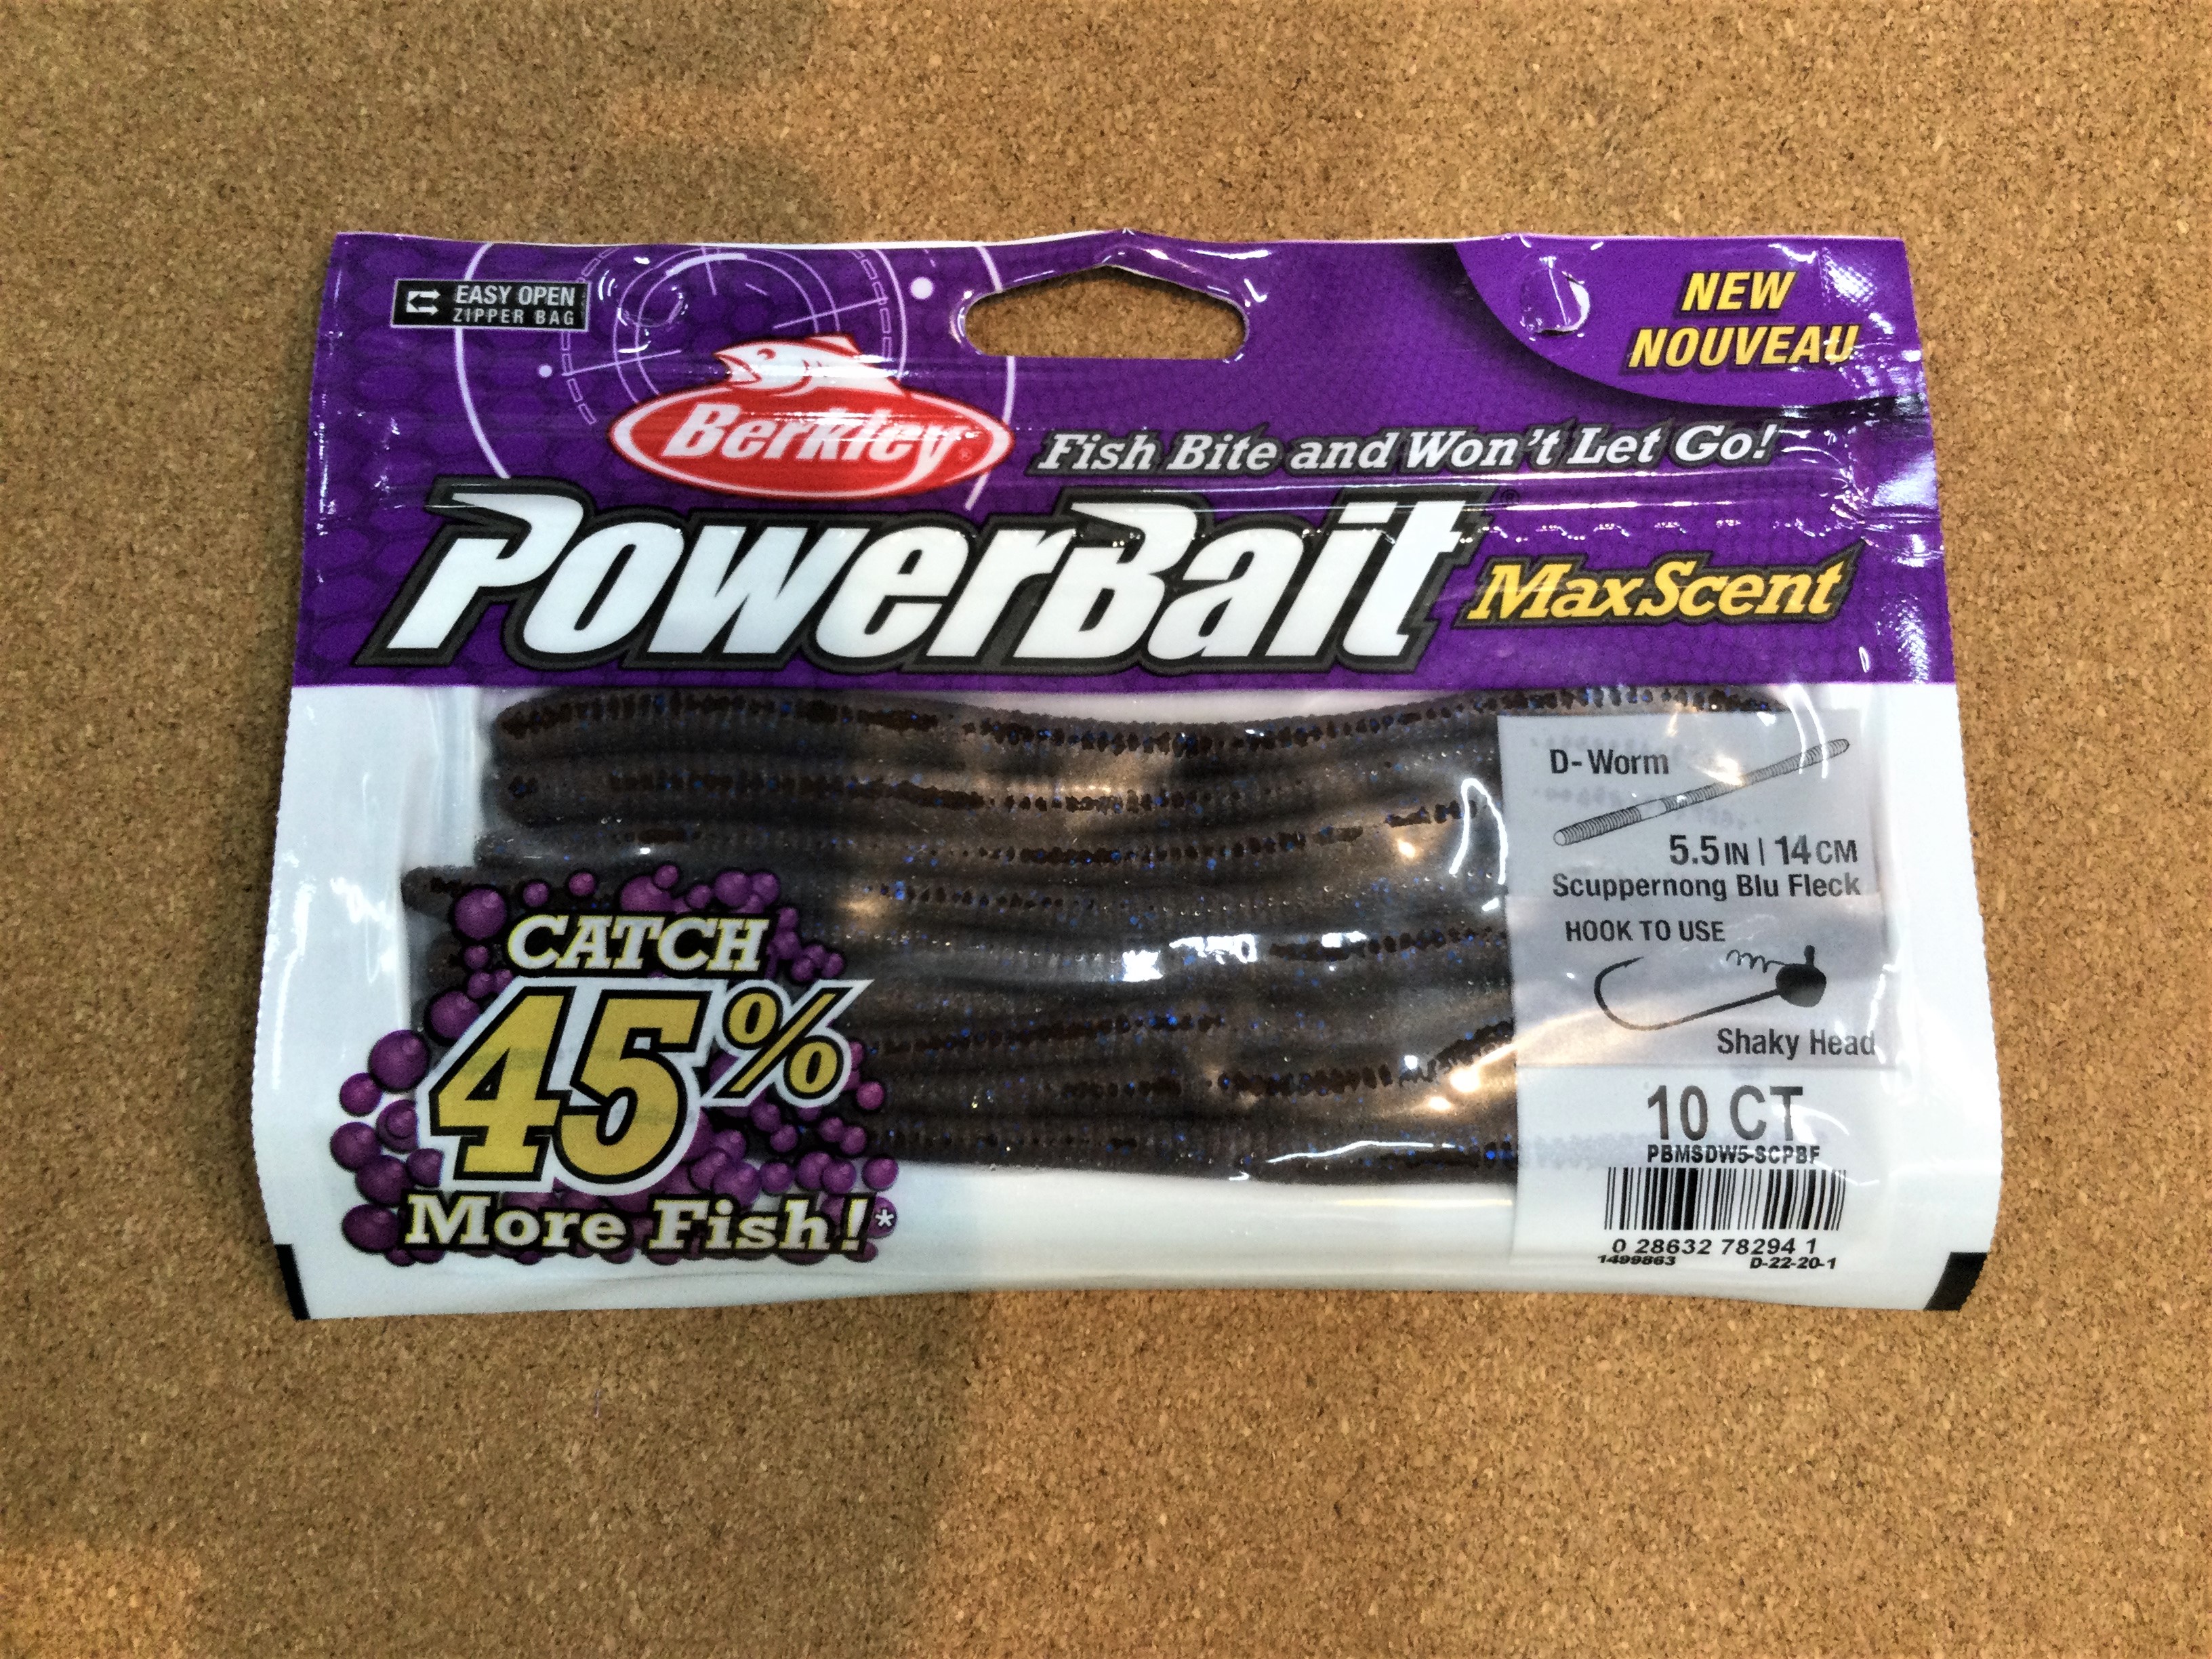 EASY OPEN
ZIPPER BAG
NEW
NOUVEAU
Berkley®
Fish Bite and Won't Let Go!
PowerBait®
MaxScent
D-Worm
5.5IN | 14CM
Scuppernong Blu Fleck
HOOK TO USE
Shaky Head
CATCH
45%
More Fish!*
10 CT
PBMSDW5-SCPBF
0 28632 78294 1
1499863 D-22-20-1